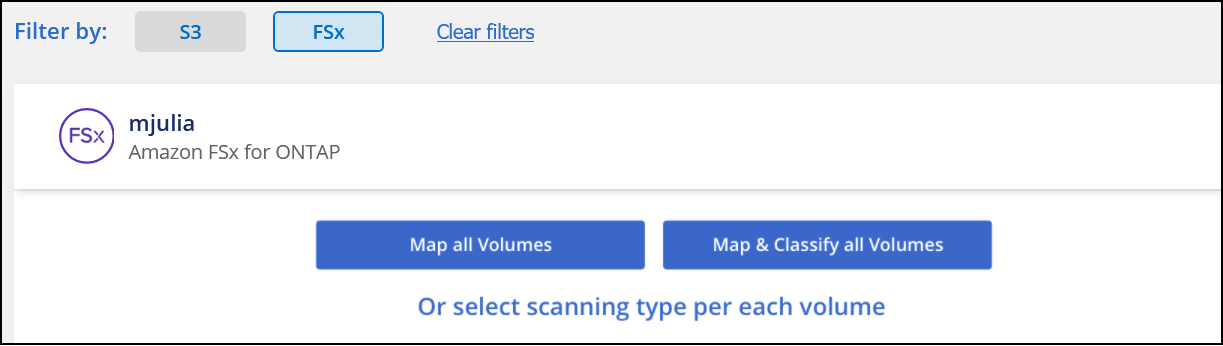 Filter by: S3 FSx Clear filters
FSx mjulia
Amazon FSx for ONTAP
Map all Volumes Map & Classify all Volumes
Or select scanning type per each volume